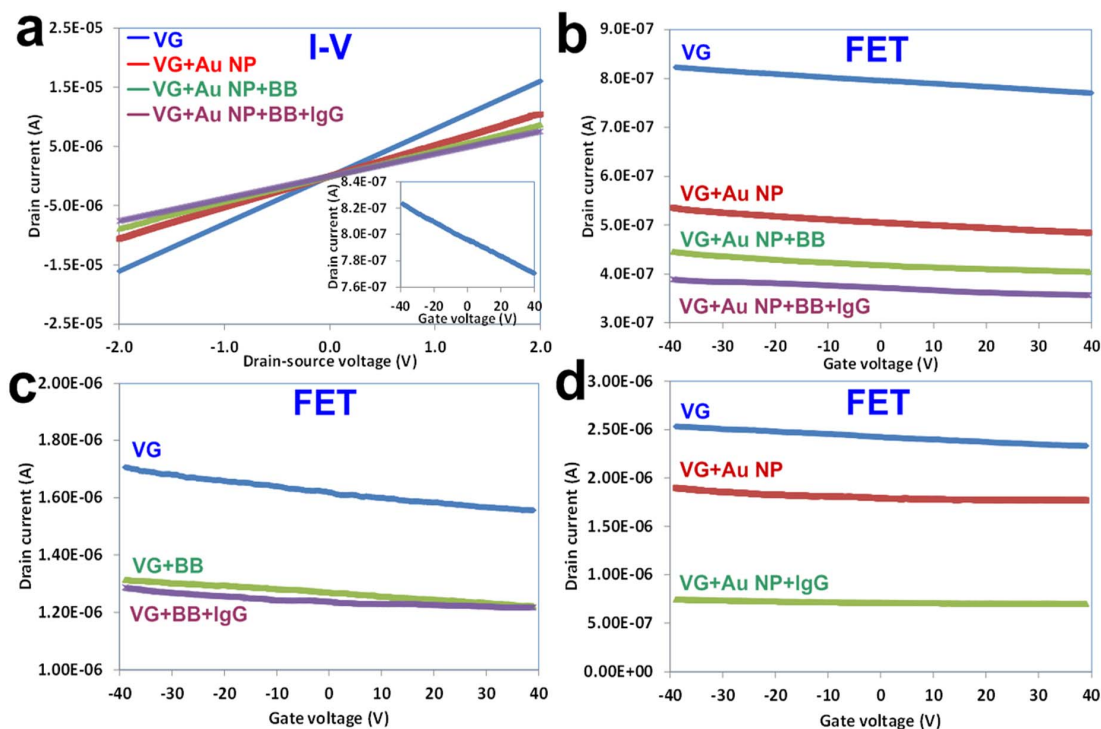 a
I-V
VG
VG+Au NP
VG+Au NP+BB
VG+Au NP+BB+IgG
2.5E-05
1.5E-05
5.0E-06
-5.0E-06
-1.5E-05
-2.5E-05
Drain current (A)
-2.0 -1.0 0.0 1.0 2.0
Drain-source voltage (V)
8.4E-07
8.2E-07
8.0E-07
7.8E-07
7.6E-07
Drain current (A)
-40 -20 0 20 40
Gate voltage (V)
b
FET
9.0E-07
8.0E-07
7.0E-07
6.0E-07
5.0E-07
4.0E-07
3.0E-07
Drain current (A)
VG
VG+Au NP
VG+Au NP+BB
VG+Au NP+BB+IgG
-40 -30 -20 -10 0 10 20 30 40
Gate voltage (V)
c
FET
2.00E-06
1.80E-06
1.60E-06
1.40E-06
1.20E-06
1.00E-06
Drain current (A)
VG
VG+BB
VG+BB+IgG
-40 -30 -20 -10 0 10 20 30 40
Gate voltage (V)
d
FET
3.00E-06
2.50E-06
2.00E-06
1.50E-06
1.00E-06
5.00E-07
0.00E+00
Drain current (A)
VG
VG+Au NP
VG+Au NP+IgG
-40 -30 -20 -10 0 10 20 30 40
Gate voltage (V)